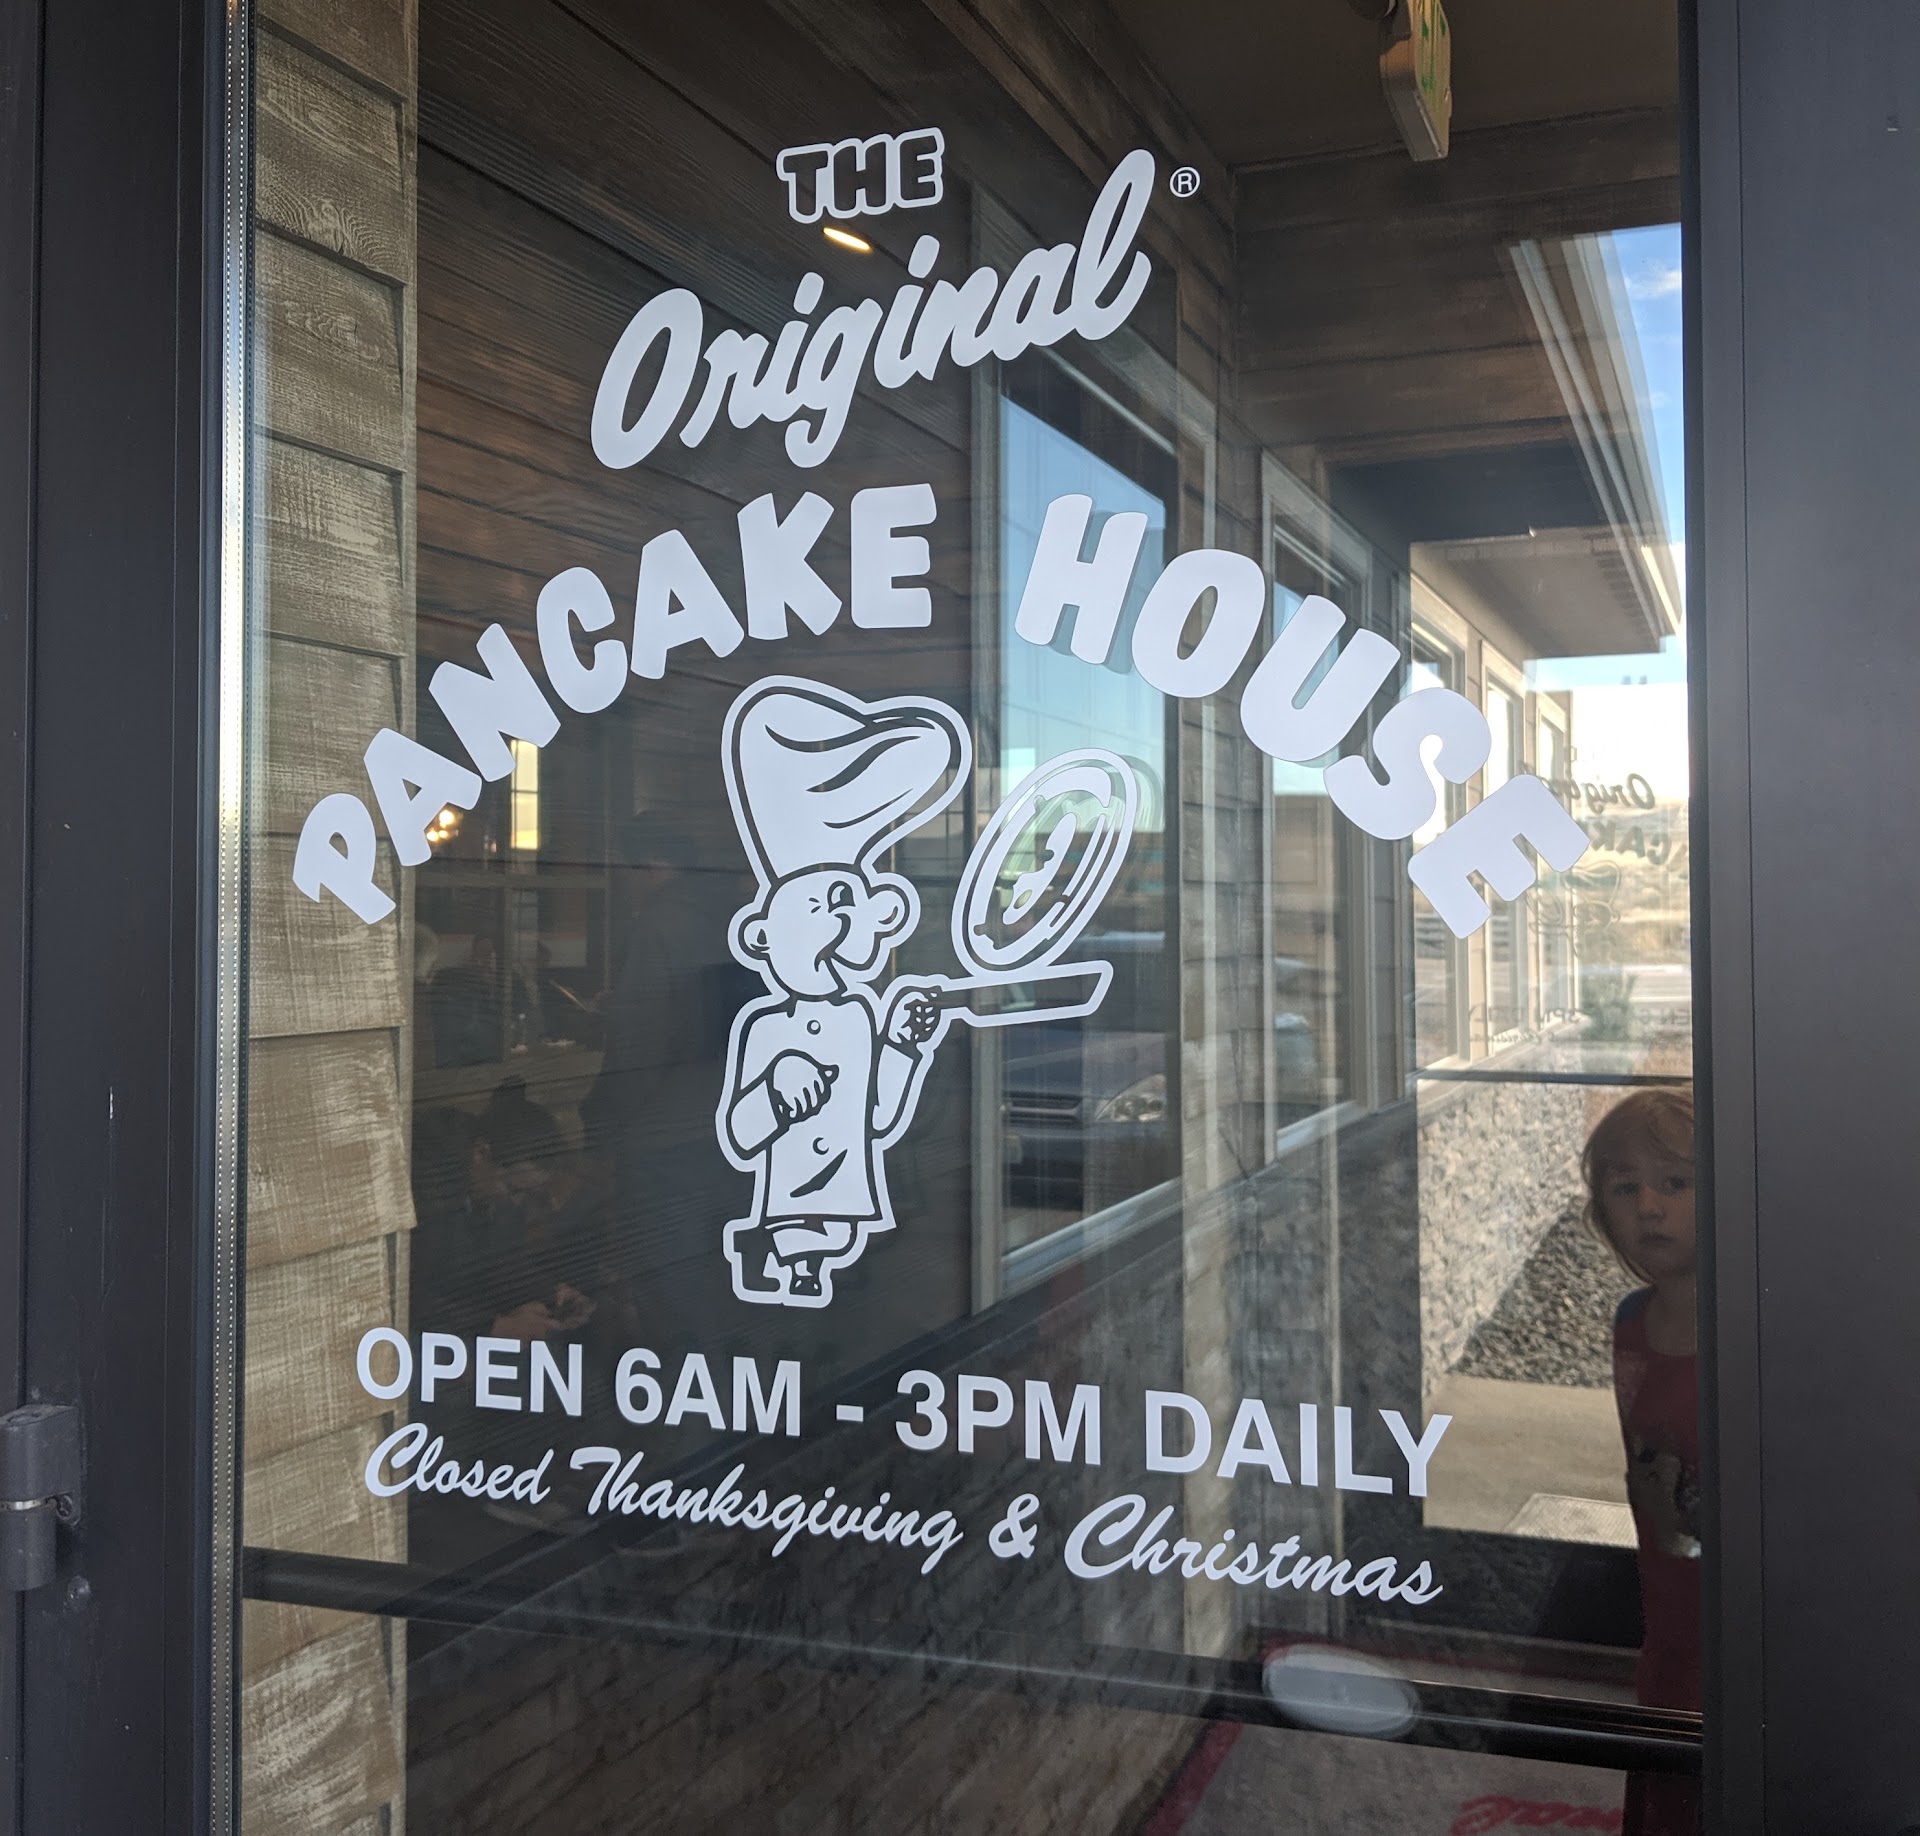 THE
Original®
PANCAKE HOUSE
OPEN 6AM - 3PM DAILY
Closed Thanksgiving & Christmas